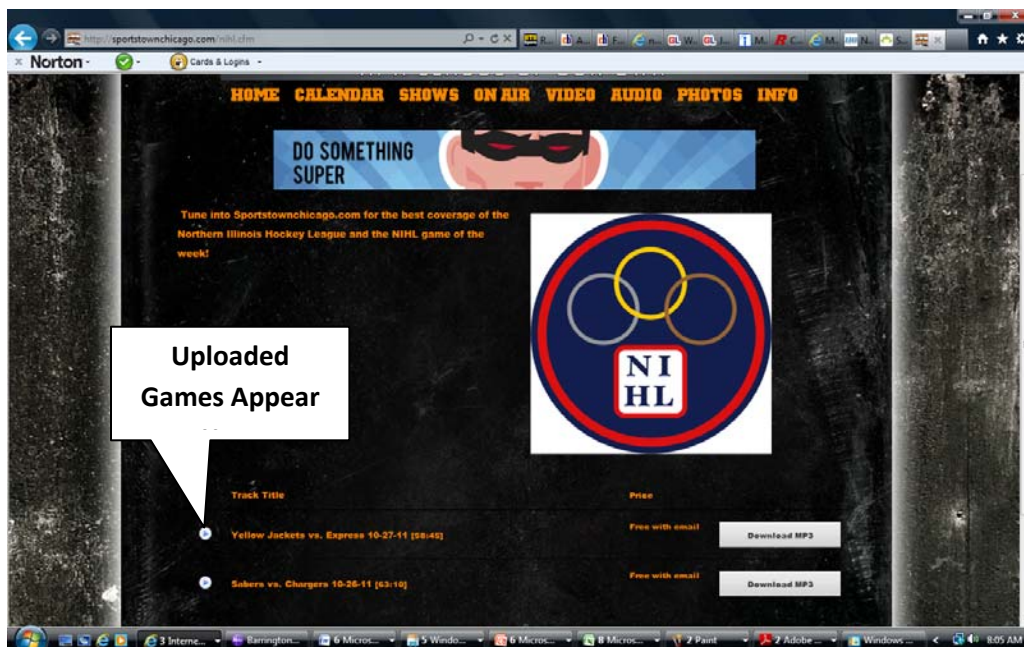 http://sportstownchicago.com/nihl.cfm
R... A... F... n... W... J... M... C... M... N... S...
× Norton - Cards & Logins -
HOME CALENDAR SHOWS ON AIR VIDEO AUDIO PHOTOS INFO
DO SOMETHING
SUPER
Tune into Sportstownchicago.com for the best coverage of the
Northern Illinois Hockey League and the NIHL game of the
week!
NI
HL
Uploaded
Games Appear
Track Title Price
Yellow Jackets vs. Express 10-27-11 [58:45] Free with email Download MP3
Sabers vs. Chargers 10-26-11 [63:10] Free with email Download MP3
3 Interne... Barrington... 6 Micros... 5 Windo... 6 Micros... 8 Micros... 2 Paint 2 Adobe ... Windows ... 8:05 AM